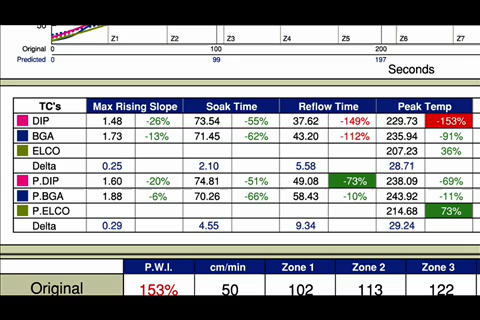 Z1 Z2 Z3 Z4 Z5 Z6 Z7
Original 0 100 200
Predicted 0 99 197
Seconds
TC's Max Rising Slope Soak Time Reflow Time Peak Temp
DIP 1.48 -26% 73.54 -55% 37.62 -149% 229.73 -153%
BGA 1.73 -13% 71.45 -62% 43.20 -112% 235.94 -91%
ELCO 207.23 36%
Delta 0.25 2.10 5.58 28.71
P.DIP 1.60 -20% 74.81 -51% 49.08 -73% 238.09 -69%
P.BGA 1.88 -6% 70.26 -66% 58.43 -10% 243.92 -11%
P.ELCO 214.68 73%
Delta 0.29 4.55 9.34 29.24
P.W.I. cm/min Zone 1 Zone 2 Zone 3
Original 153% 50 102 113 122